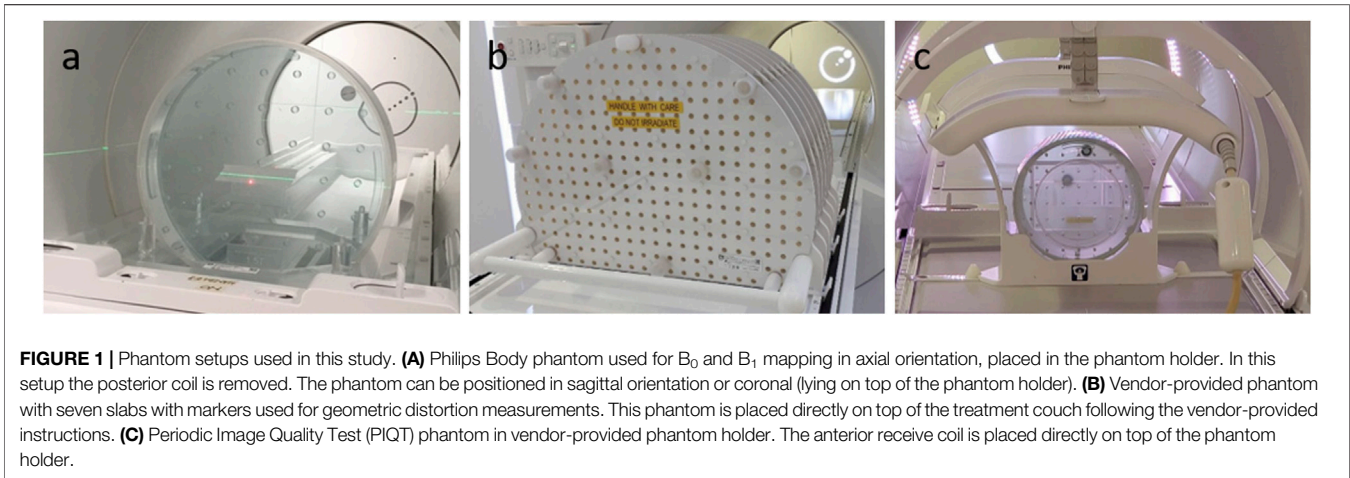 a
b
c
HANDLE WITH CARE
DO NOT IRRADIATE
FIGURE 1 | Phantom setups used in this study. (A) Philips Body phantom used for B₀ and B₁ mapping in axial orientation, placed in the phantom holder. In this
setup the posterior coil is removed. The phantom can be positioned in sagittal orientation or coronal (lying on top of the phantom holder). (B) Vendor-provided phantom
with seven slabs with markers used for geometric distortion measurements. This phantom is placed directly on top of the treatment couch following the vendor-provided
instructions. (C) Periodic Image Quality Test (PIQT) phantom in vendor-provided phantom holder. The anterior receive coil is placed directly on top of the phantom
holder.